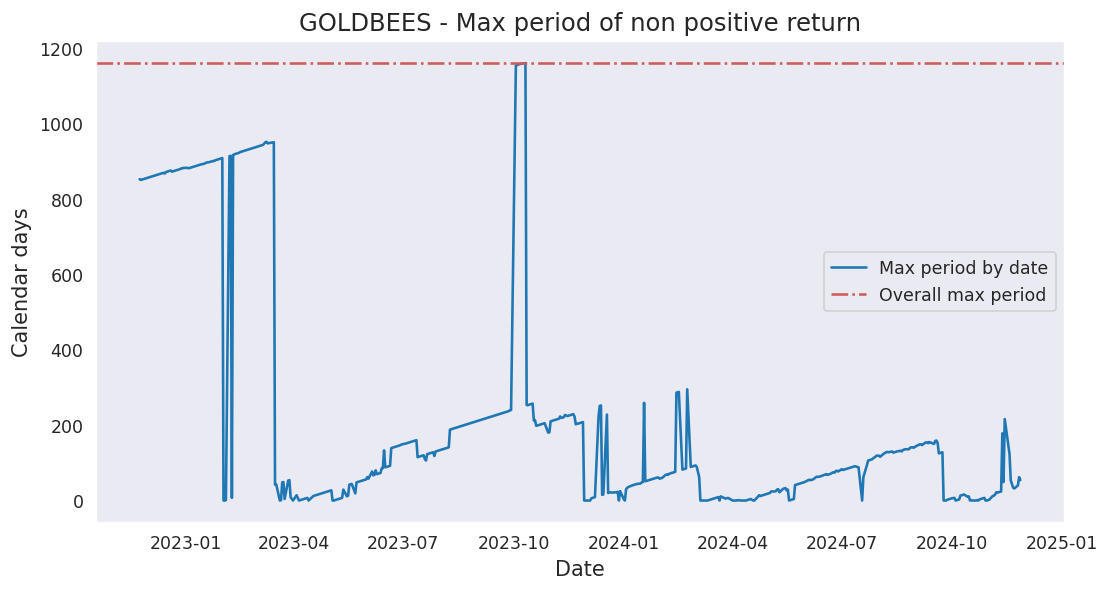 GOLDBEES - Max period of non positive return
1200
1000
800
600
400
200
0
Calendar days
Max period by date
Overall max period
2023-01 2023-04 2023-07 2023-10 2024-01 2024-04 2024-07 2024-10 2025-01
Date